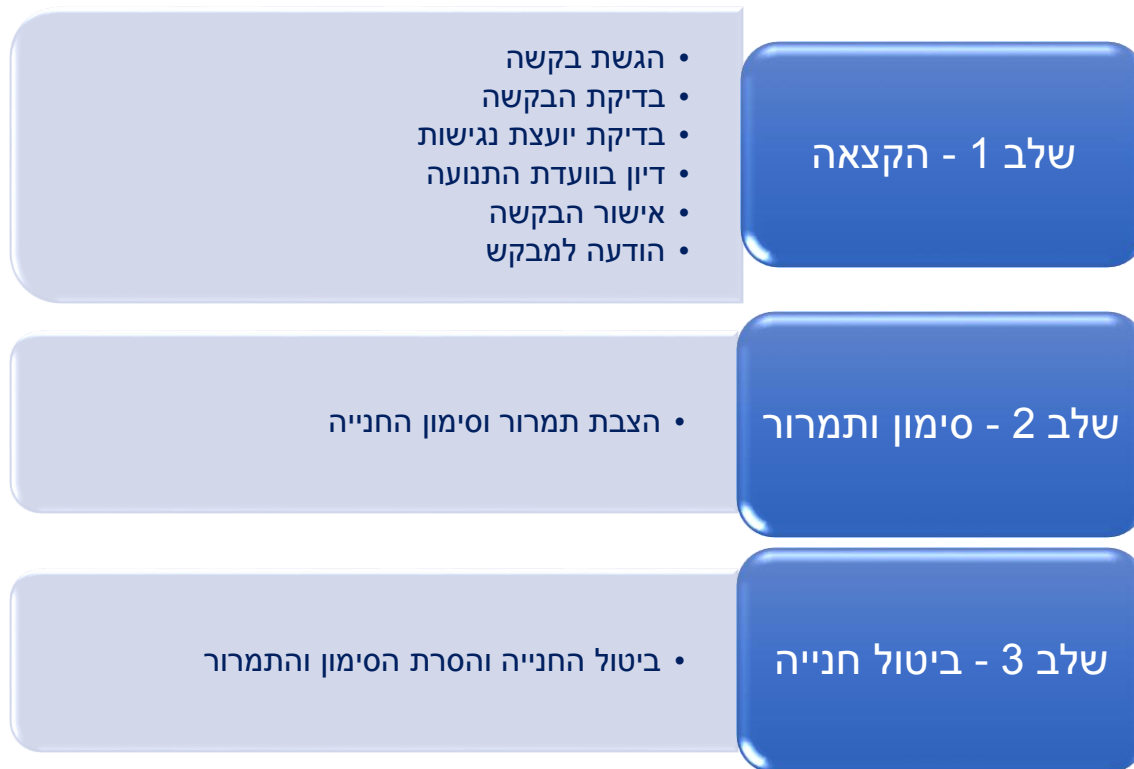 שלב 1 - הקצאה
• הגשת בקשה
• בדיקת הבקשה
• בדיקת יועצת נגישות
• דיון בוועדת התנועה
• אישור הבקשה
• הודעה למבקש
שלב 2 - סימון ותמרור
• הצבת תמרור וסימון החנייה
שלב 3 - ביטול חנייה
• ביטול החנייה והסרת הסימון והתמרור